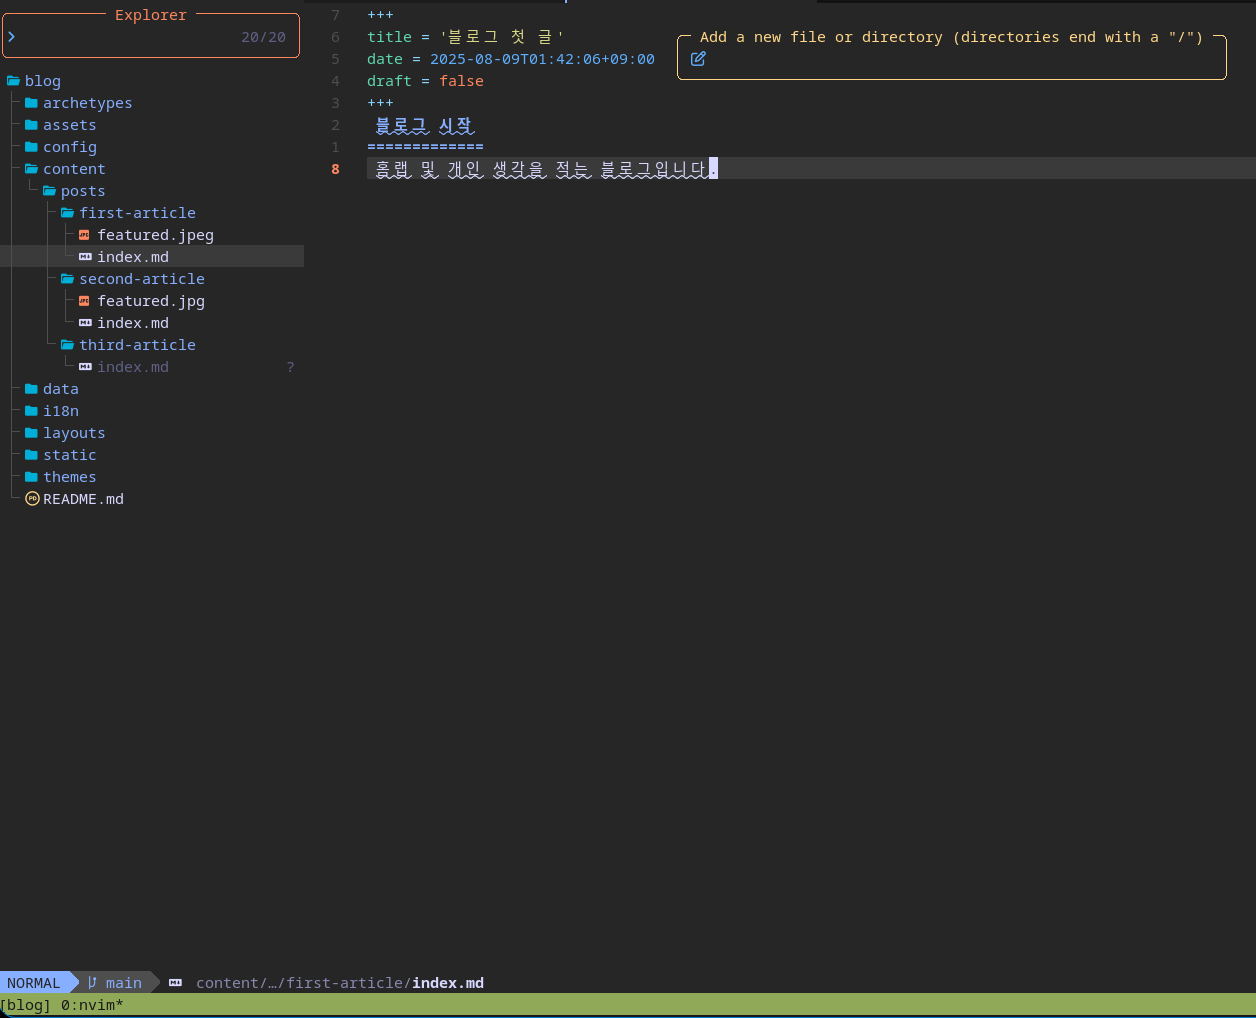 Explorer
20/20
blog
archetypes
assets
config
content
posts
first-article
featured.jpeg
index.md
second-article
featured.jpg
index.md
third-article
index.md ?
data
i18n
layouts
static
themes
README.md
7 +++
6 title = '블로그 첫 글'
5 date = 2025-08-09T01:42:06+09:00
4 draft = false
3 +++
2 블로그 시작
1 =============
8 홈랩 및 개인 생각을 적는 블로그입니다.
Add a new file or directory (directories end with a "/")
NORMAL main content/…/first-article/index.md
[blog] 0:nvim*